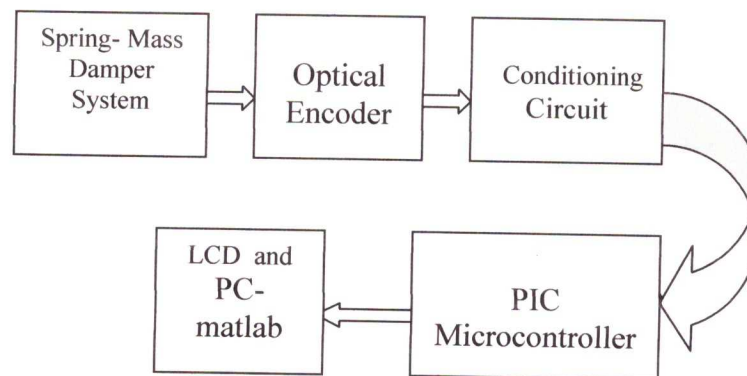 Spring- Mass
Damper
System
Optical
Encoder
Conditioning
Circuit
LCD and
PC-
matlab
PIC
Microcontroller